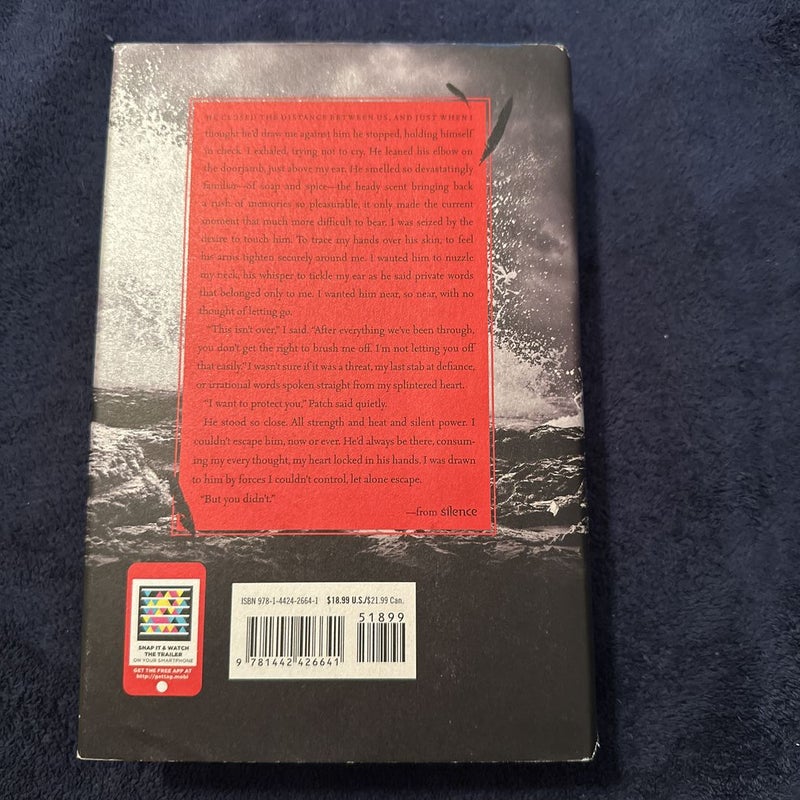 HE CLOSED THE DISTANCE BETWEEN US, AND JUST WHEN I
thought he'd draw me against him he stopped, holding himself
in check. I exhaled, trying not to cry. He leaned his elbow on
the doorjamb, just above my ear. He smelled so devastatingly
familiar—of soap and spice—the heady scent bringing back
a rush of memories so pleasurable, it only made the current
moment that much more difficult to bear. I was seized by the
desire to touch him. To trace my hands over his skin, to feel
his arms tighten securely around me. I wanted him to nuzzle
my neck, his whisper to tickle my ear as he said private words
that belonged only to me. I wanted him near, so near, with no
thought of letting go.
"This isn't over," I said. "After everything we've been through,
you don't get the right to brush me off. I'm not letting you off
that easily." I wasn't sure if it was a threat, my last stab at defiance,
or irrational words spoken straight from my splintered heart.
"I want to protect you," Patch said quietly.
He stood so close. All strength and heat and silent power. I
couldn't escape him, now or ever. He'd always be there, consum-
ing my every thought, my heart locked in his hands. I was drawn
to him by forces I couldn't control, let alone escape.
"But you didn't."
—from silence
SNAP IT & WATCH
THE TRAILER
ON YOUR SMARTPHONE
GET THE FREE APP AT
http://gettag.mobi
ISBN 978-1-4424-2664-1 $18.99 U.S./$21.99 Can.
51899
9 781442 426641